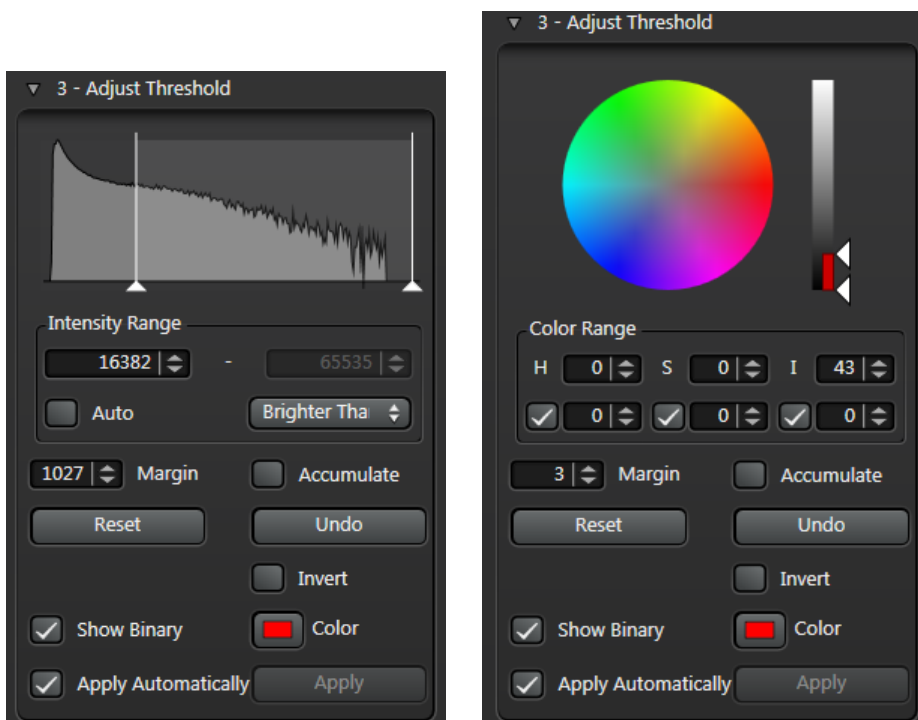 3 - Adjust Threshold
Intensity Range
16382 - 65535
Auto Brighter Tha
1027 Margin Accumulate
Reset Undo
Invert
Show Binary Color
Apply Automatically Apply
3 - Adjust Threshold
Color Range
H 0 S 0 I 43
0 0 0
3 Margin Accumulate
Reset Undo
Invert
Show Binary Color
Apply Automatically Apply